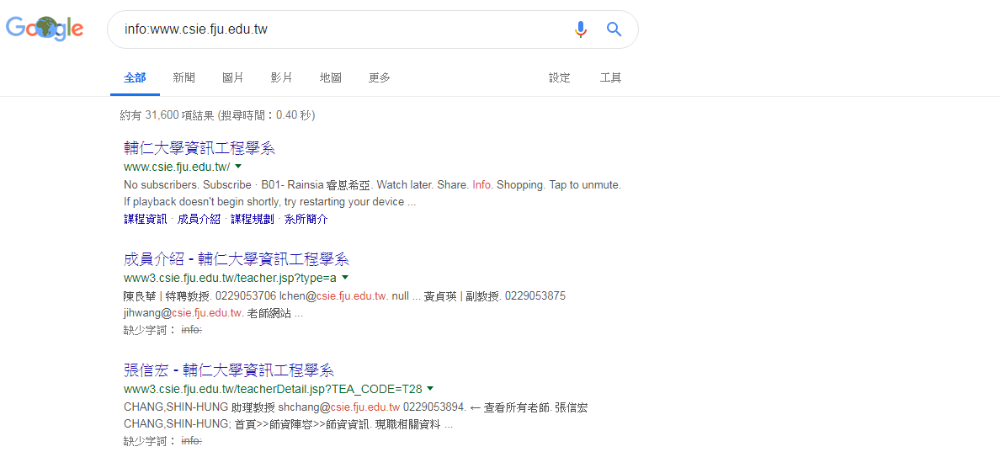 Google
info:www.csie.fju.edu.tw
全部 新聞 圖片 影片 地圖 更多 設定 工具
約有 31,600 項結果 (搜尋時間：0.40 秒)
輔仁大學資訊工程學系
www.csie.fju.edu.tw/
No subscribers. Subscribe · B01- Rainsia 睿恩希亞. Watch later. Share. Info. Shopping. Tap to unmute.
If playback doesn't begin shortly, try restarting your device ...
課程資訊 · 成員介紹 · 課程規劃 · 系所簡介
成員介紹 - 輔仁大學資訊工程學系
www3.csie.fju.edu.tw/teacher.jsp?type=a
陳良華 | 特聘教授. 0229053706 lchen@csie.fju.edu.tw. null ... 黃貞瑛 | 副教授. 0229053875
jihwang@csie.fju.edu.tw. 老師網站 ...
缺少字詞： info:
張信宏 - 輔仁大學資訊工程學系
www3.csie.fju.edu.tw/teacherDetail.jsp?TEA_CODE=T28
CHANG,SHIN-HUNG 助理教授 shchang@csie.fju.edu.tw 0229053894. ← 查看所有老師. 張信宏
CHANG,SHIN-HUNG; 首頁>>師資陣容>>師資資訊. 現職相關資料 ...
缺少字詞： info: